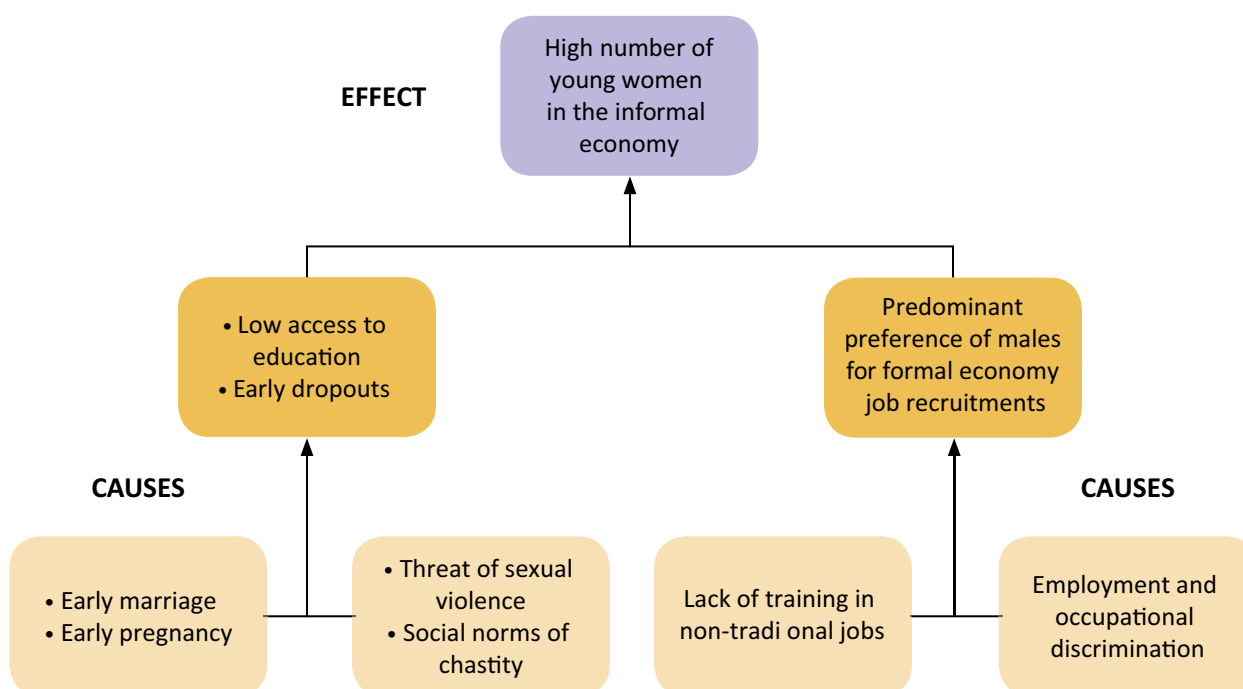 High number of
young women
in the informal
economy
EFFECT
• Low access to
education
• Early dropouts
Predominant
preference of males
for formal economy
job recruitments
CAUSES
CAUSES
• Early marriage
• Early pregnancy
• Threat of sexual
violence
• Social norms of
chastity
Lack of training in
non-tradi onal jobs
Employment and
occupational
discrimination